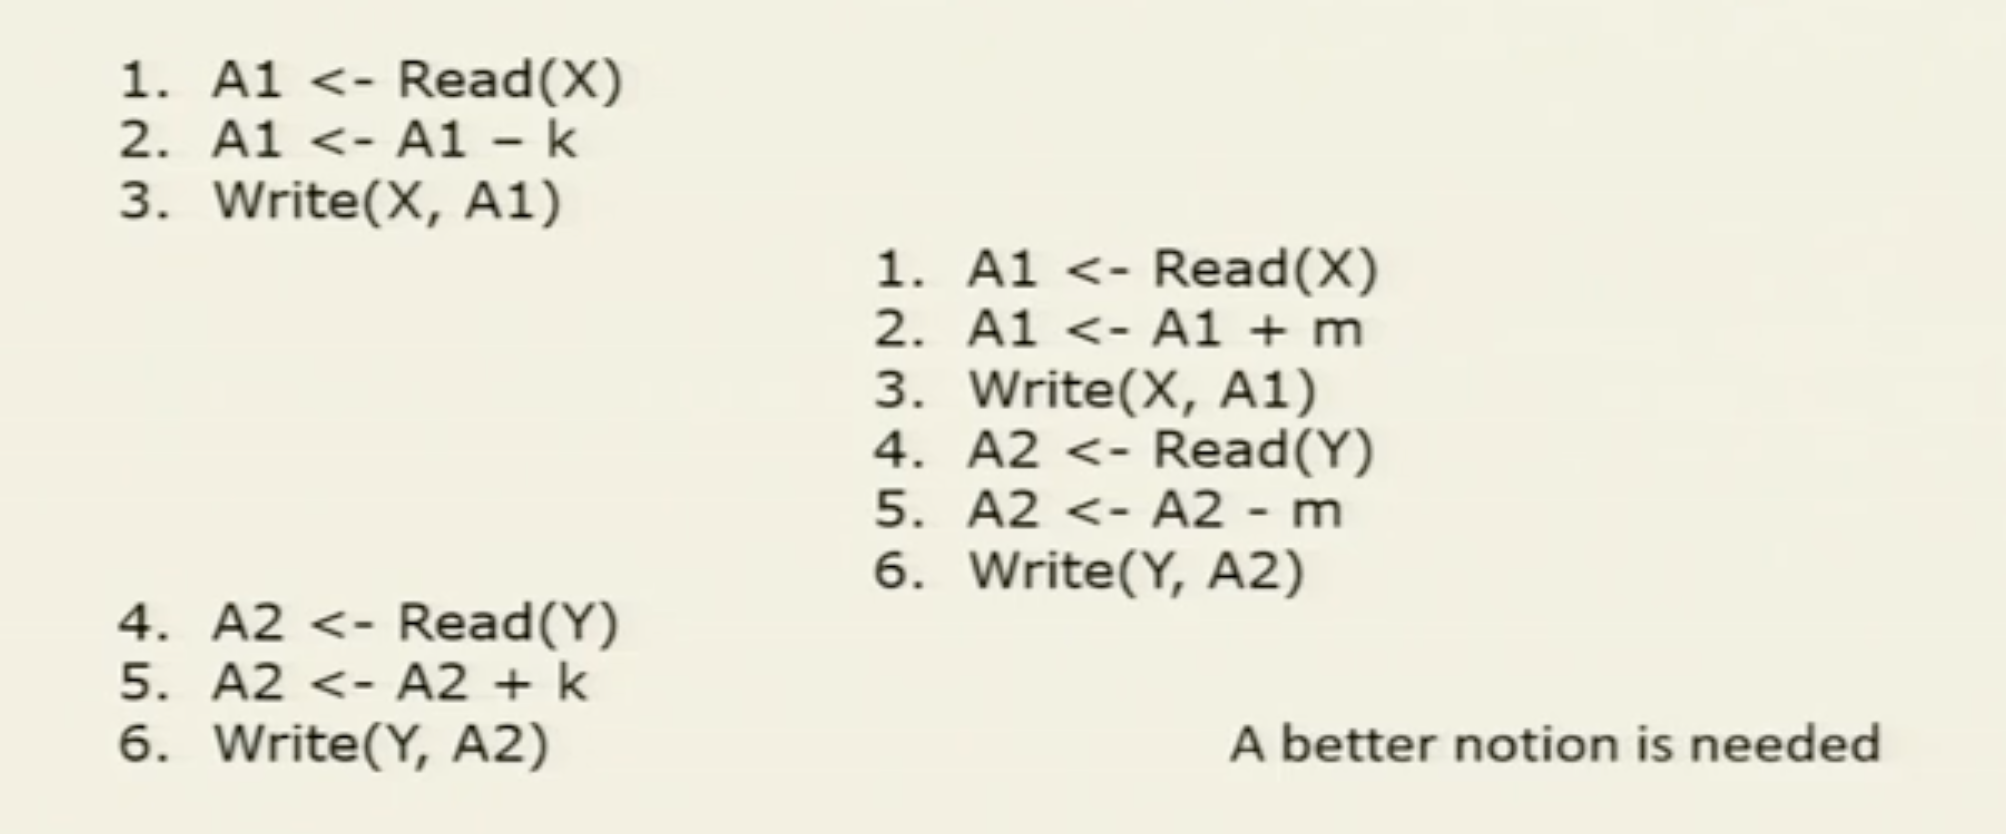 1. A1 <- Read(X)
2. A1 <- A1 – k
3. Write(X, A1)
1. A1 <- Read(X)
2. A1 <- A1 + m
3. Write(X, A1)
4. A2 <- Read(Y)
5. A2 <- A2 - m
6. Write(Y, A2)
4. A2 <- Read(Y)
5. A2 <- A2 + k
6. Write(Y, A2)
A better notion is needed